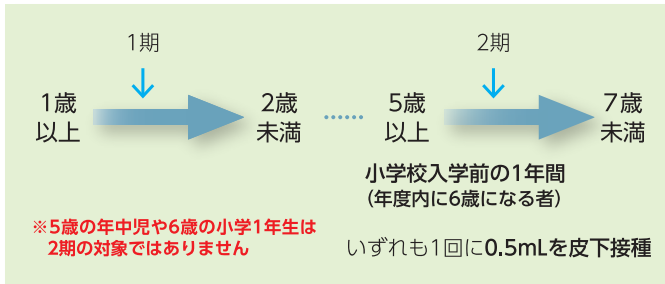 1期
2期
1歳
以上
2歳
未満
5歳
以上
7歳
未満
小学校入学前の1年間
(年度内に6歳になる者)
※5歳の年中児や6歳の小学1年生は
2期の対象ではありません
いずれも1回に0.5mLを皮下接種